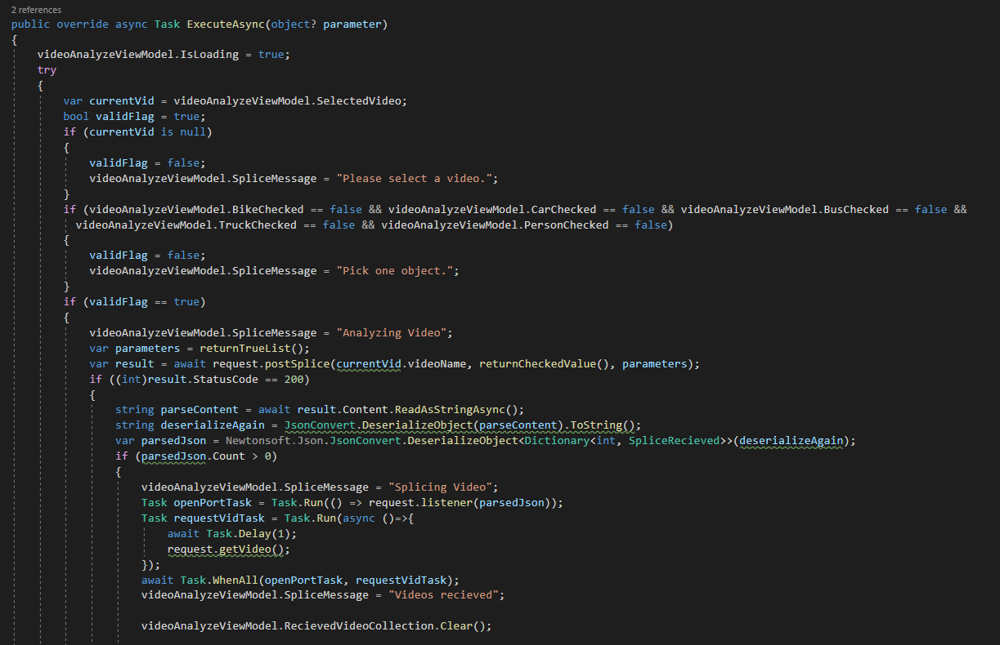 2 references
public override async Task ExecuteAsync(object? parameter)
{
videoAnalyzeViewModel.IsLoading = true;
try
{
var currentVid = videoAnalyzeViewModel.SelectedVideo;
bool validFlag = true;
if (currentVid is null)
{
validFlag = false;
videoAnalyzeViewModel.SpliceMessage = "Please select a video.";
}
if (videoAnalyzeViewModel.BikeChecked == false && videoAnalyzeViewModel.CarChecked == false && videoAnalyzeViewModel.BusChecked == false &&
videoAnalyzeViewModel.TruckChecked == false && videoAnalyzeViewModel.PersonChecked == false)
{
validFlag = false;
videoAnalyzeViewModel.SpliceMessage = "Pick one object.";
}
if (validFlag == true)
{
videoAnalyzeViewModel.SpliceMessage = "Analyzing Video";
var parameters = returnTrueList();
var result = await request.postSplice(currentVid.videoName, returnCheckedValue(), parameters);
if ((int)result.StatusCode == 200)
{
string parseContent = await result.Content.ReadAsStringAsync();
string deserializeAgain = JsonConvert.DeserializeObject(parseContent).ToString();
var parsedJson = Newtonsoft.Json.JsonConvert.DeserializeObject<Dictionary<int, SpliceRecieved>>(deserializeAgain);
if (parsedJson.Count > 0)
{
videoAnalyzeViewModel.SpliceMessage = "Splicing Video";
Task openPortTask = Task.Run(() => request.listener(parsedJson));
Task requestVidTask = Task.Run(async ()=>{
await Task.Delay(1);
request.getVideo();
});
await Task.WhenAll(openPortTask, requestVidTask);
videoAnalyzeViewModel.SpliceMessage = "Videos recieved";
videoAnalyzeViewModel.RecievedVideoCollection.Clear();